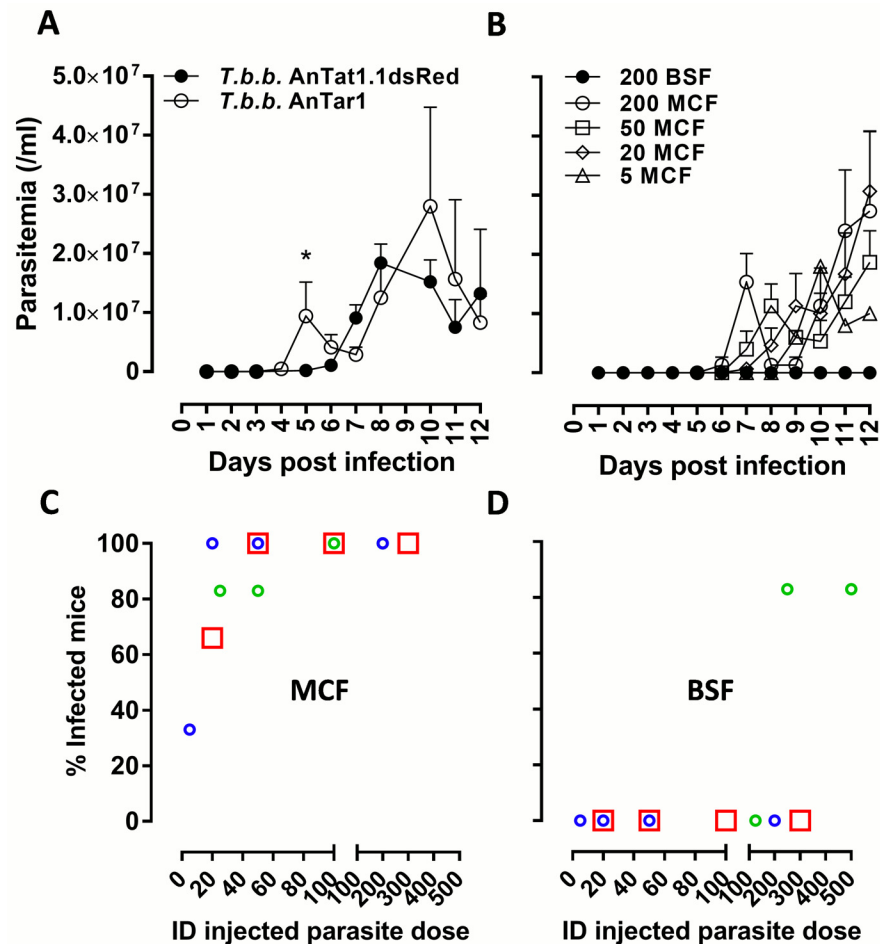 A
T.b.b. AnTat1.1dsRed
T.b.b. AnTar1
5.0×10⁷
4.0×10⁷
3.0×10⁷
2.0×10⁷
1.0×10⁷
0
Parasitemia (/ml)
*
0 1 2 3 4 5 6 7 8 9 10 11 12
Days post infection
B
200 BSF
200 MCF
50 MCF
20 MCF
5 MCF
0 1 2 3 4 5 6 7 8 9 10 11 12
Days post infection
C
100
80
60
40
20
0
% Infected mice
MCF
0 20 40 60 80 100 100 200 300 400 500
ID injected parasite dose
D
BSF
0 20 40 60 80 100 100 200 300 400 500
ID injected parasite dose